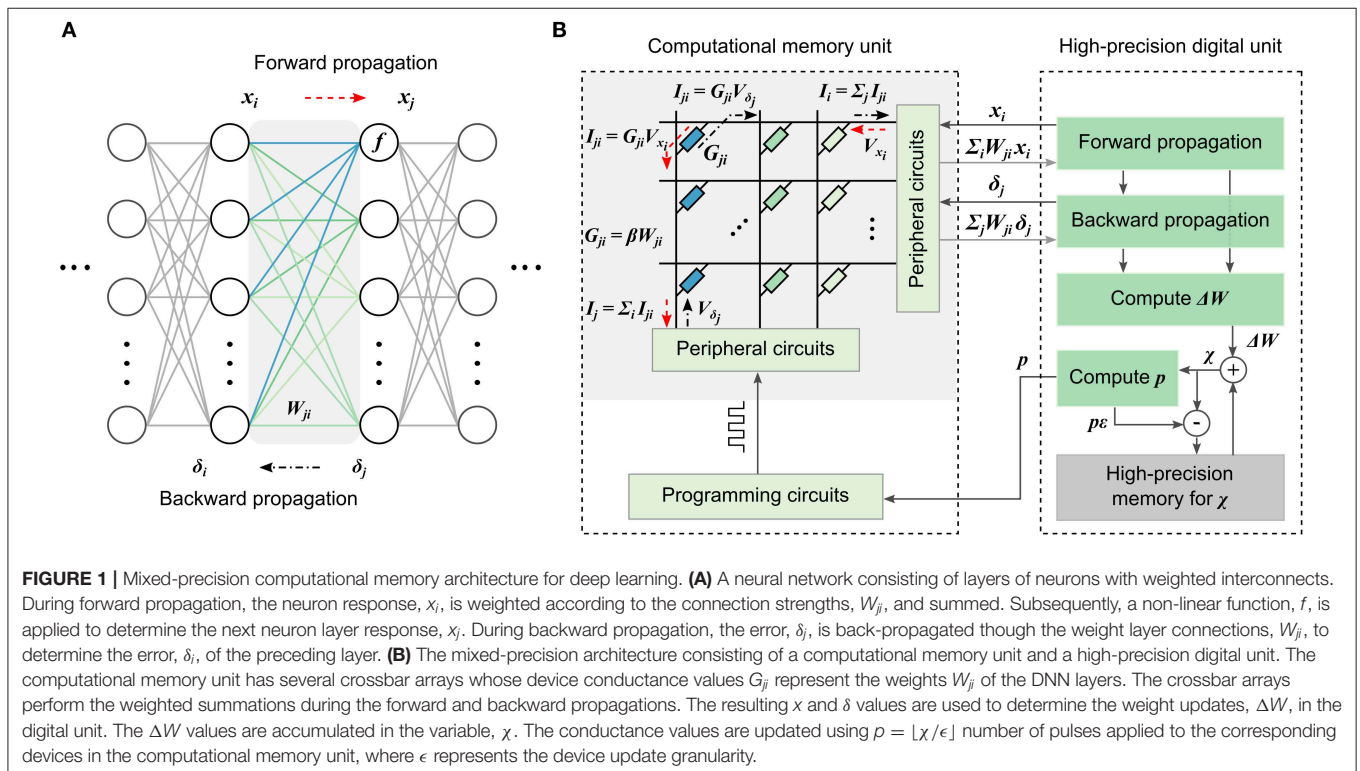 A
Forward propagation
x_i
x_j
f
...
...
W_ji
δ_i
δ_j
Backward propagation
B
Computational memory unit
High-precision digital unit
I_ji = G_ji V_δj
I_i = Σ_j I_ji
I_ji = G_ji V_xi
G_ji
V_xi
Peripheral circuits
x_i
Σ_i W_ji x_i
δ_j
Σ_j W_ji δ_j
Forward propagation
Backward propagation
G_ji = βW_ji
Compute ΔW
I_j = Σ_i I_ji
V_δj
Peripheral circuits
ΔW
χ
+
p
Compute p
pε
-
Programming circuits
High-precision
memory for χ
FIGURE 1 | Mixed-precision computational memory architecture for deep learning. (A) A neural network consisting of layers of neurons with weighted interconnects.
During forward propagation, the neuron response, x_i, is weighted according to the connection strengths, W_ji, and summed. Subsequently, a non-linear function, f, is
applied to determine the next neuron layer response, x_j. During backward propagation, the error, δ_j, is back-propagated though the weight layer connections, W_ji, to
determine the error, δ_i, of the preceding layer. (B) The mixed-precision architecture consisting of a computational memory unit and a high-precision digital unit. The
computational memory unit has several crossbar arrays whose device conductance values G_ji represent the weights W_ji of the DNN layers. The crossbar arrays
perform the weighted summations during the forward and backward propagations. The resulting x and δ values are used to determine the weight updates, ΔW, in the
digital unit. The ΔW values are accumulated in the variable, χ. The conductance values are updated using p = ⌊χ/ϵ⌋ number of pulses applied to the corresponding
devices in the computational memory unit, where ϵ represents the device update granularity.